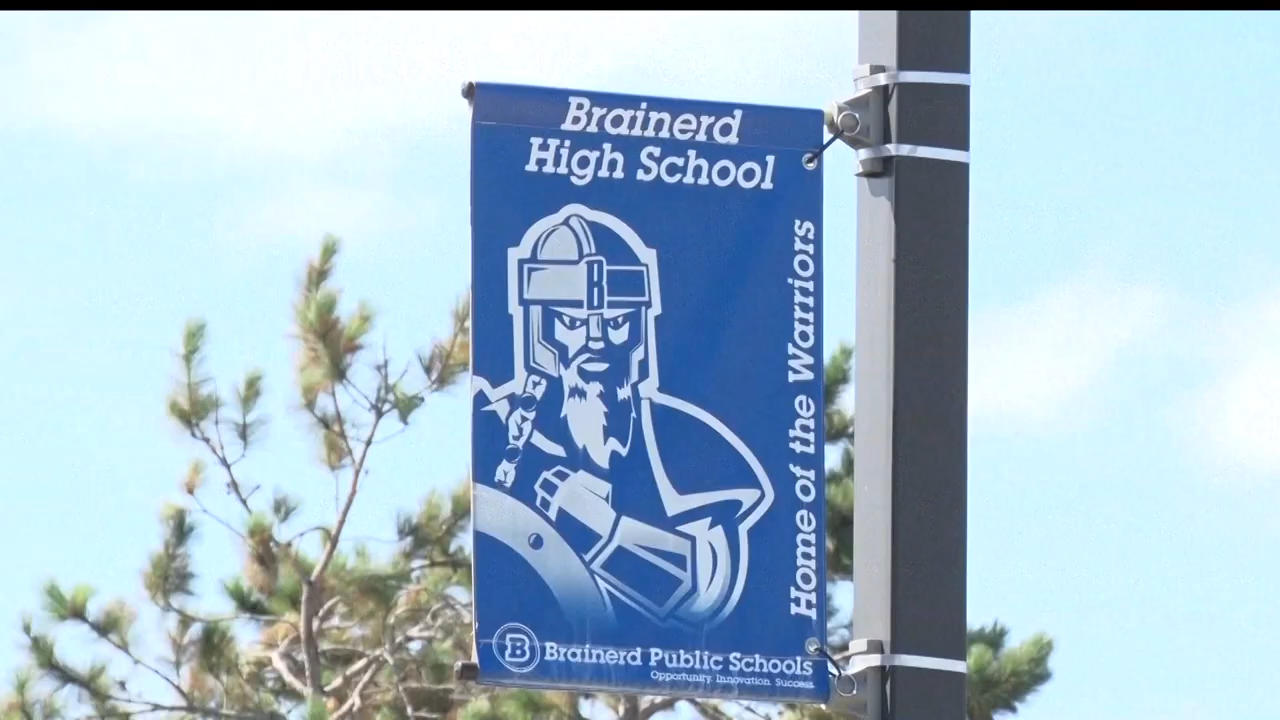 Brainerd
High School
B
Home of the Warriors
B
Brainerd Public Schools
Opportunity. Innovation. Success.